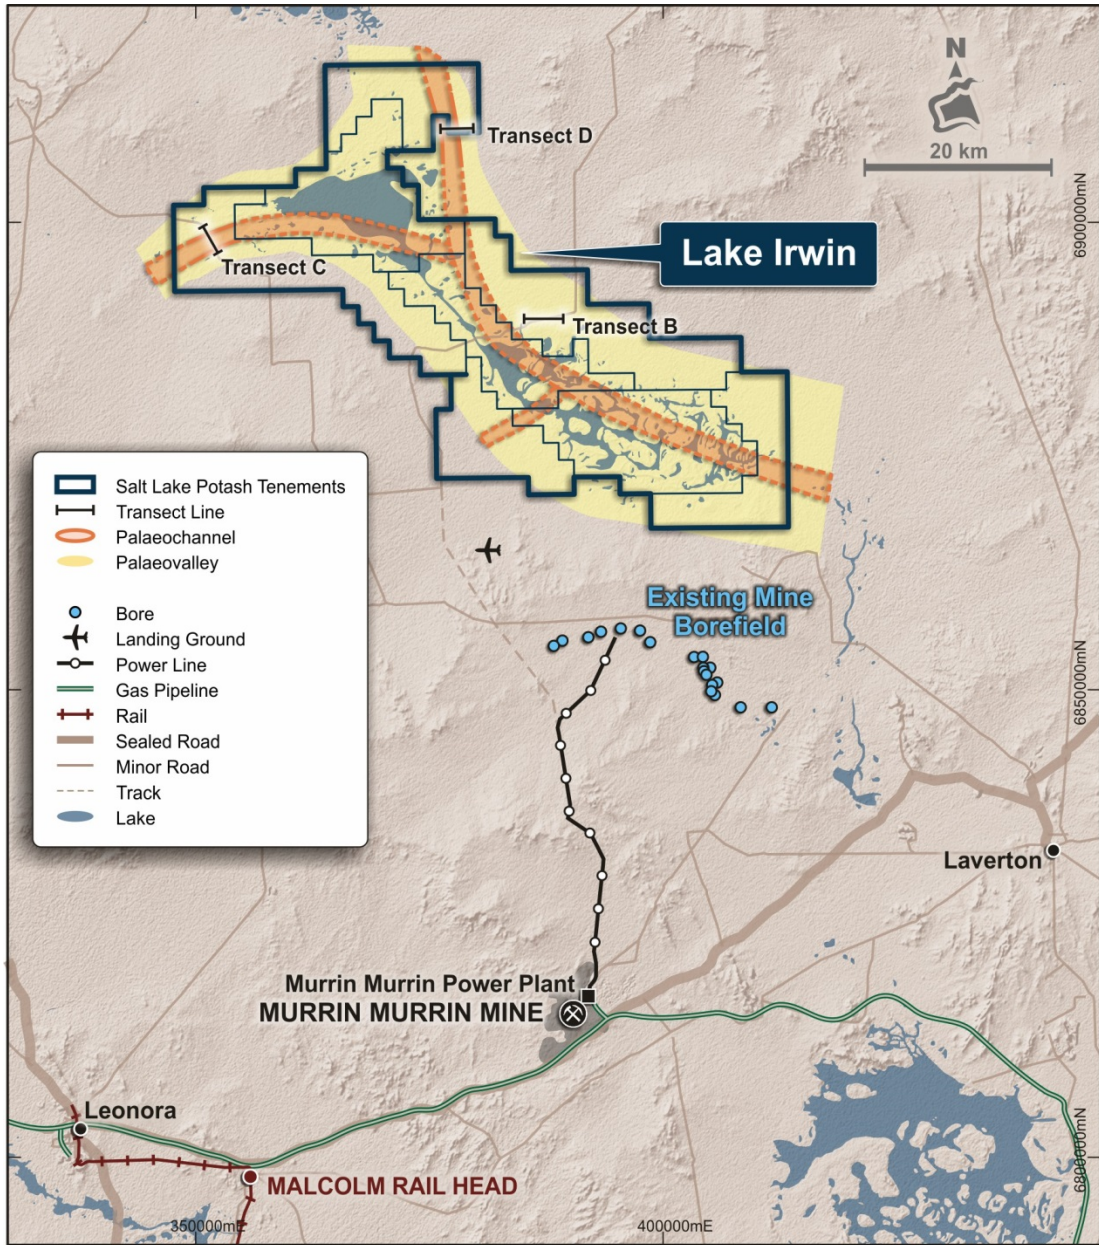 N
20 km
Transect D
6900000mN
Lake Irwin
Transect C
Transect B
Salt Lake Potash Tenements
Transect Line
Palaeochannel
Palaeovalley
Bore
Landing Ground
Power Line
Gas Pipeline
Rail
Sealed Road
Minor Road
Track
Lake
Existing Mine
Borefield
6850000mN
Laverton
Murrin Murrin Power Plant
MURRIN MURRIN MINE
Leonora
MALCOLM RAIL HEAD
6800000mN
350000mE
400000mE